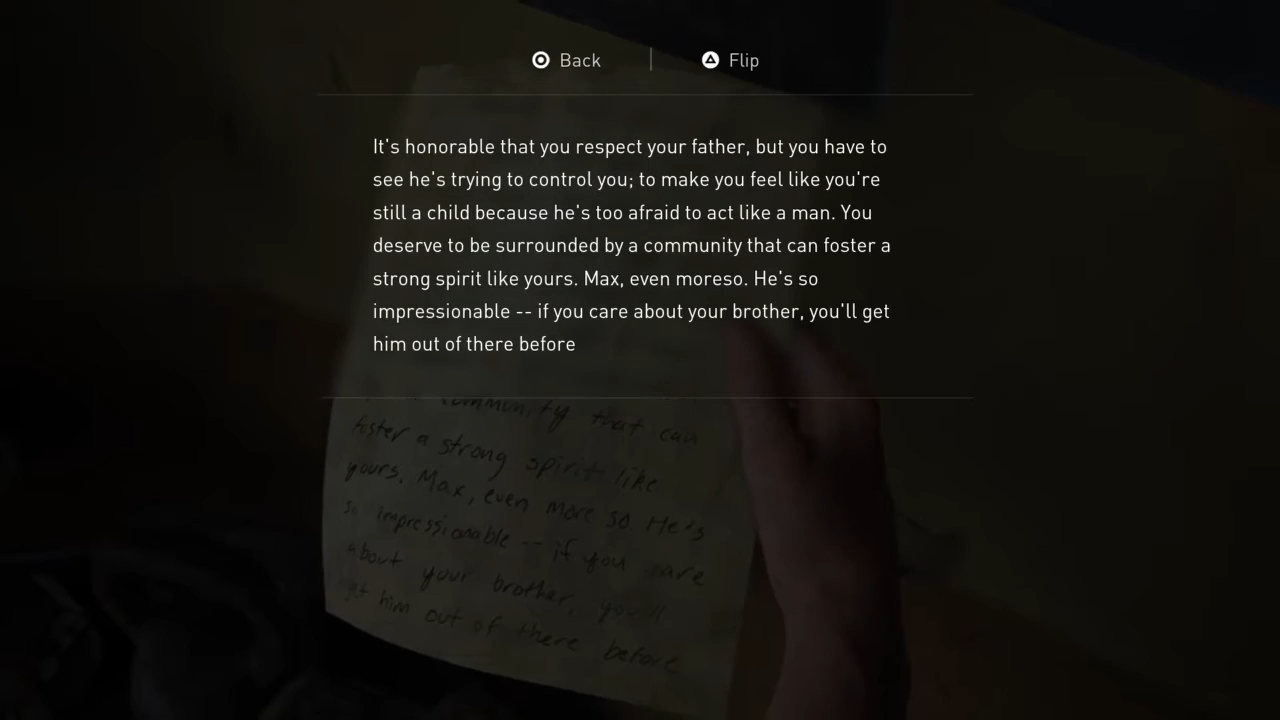 Back
Flip
It's honorable that you respect your father, but you have to
see he's trying to control you; to make you feel like you're
still a child because he's too afraid to act like a man. You
deserve to be surrounded by a community that can foster a
strong spirit like yours. Max, even moreso. He's so
impressionable -- if you care about your brother, you'll get
him out of there before
community that can
foster a strong spirit like
yours. Max, even more so. He's
so impressionable -- if you care
about your brother, you'll
get him out of there before